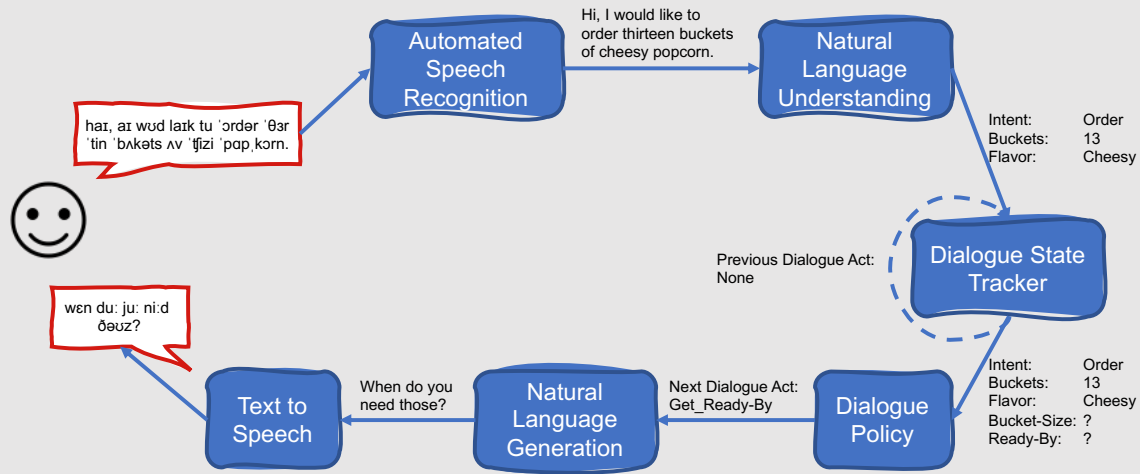 Automated
Speech
Recognition
Hi, I would like to
order thirteen buckets
of cheesy popcorn.
Natural
Language
Understanding
haɪ, aɪ wʊd laɪk tu ˈɔrdər ˈθɜr
ˈtin ˈbʌkəts ʌv ˈʧizi ˈpɑpˌkɔrn.
Intent: Order
Buckets: 13
Flavor: Cheesy
Previous Dialogue Act:
None
Dialogue State
Tracker
wɛn duː juː niːd
ðəʊz?
Text to
Speech
When do you
need those?
Natural
Language
Generation
Next Dialogue Act:
Get_Ready-By
Dialogue
Policy
Intent: Order
Buckets: 13
Flavor: Cheesy
Bucket-Size: ?
Ready-By: ?